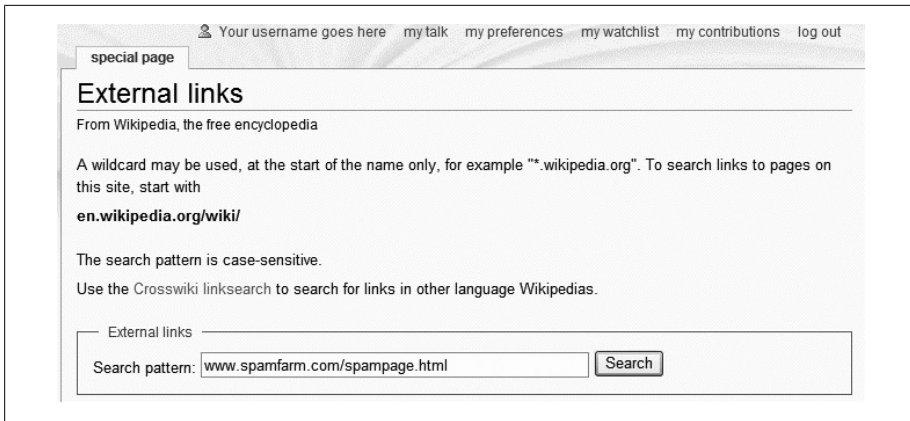 Your username goes here my talk my preferences my watchlist my contributions log out
special page
External links
From Wikipedia, the free encyclopedia
A wildcard may be used, at the start of the name only, for example "*.wikipedia.org". To search links to pages on
this site, start with
en.wikipedia.org/wiki/
The search pattern is case-sensitive.
Use the Crosswiki linksearch to search for links in other language Wikipedias.
External links
Search pattern: www.spamfarm.com/spampage.html Search